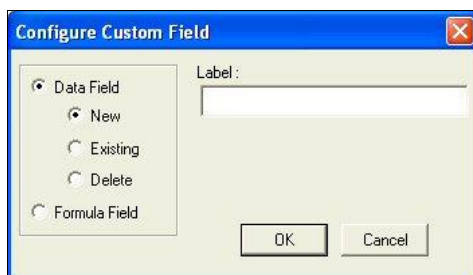 Configure Custom Field
Data Field
New
Existing
Delete
Formula Field
Label :
OK
Cancel